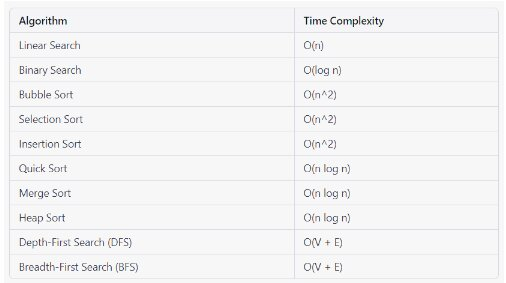 Algorithm Time Complexity
Linear Search O(n)
Binary Search O(log n)
Bubble Sort O(n^2)
Selection Sort O(n^2)
Insertion Sort O(n^2)
Quick Sort O(n log n)
Merge Sort O(n log n)
Heap Sort O(n log n)
Depth-First Search (DFS) O(V + E)
Breadth-First Search (BFS) O(V + E)